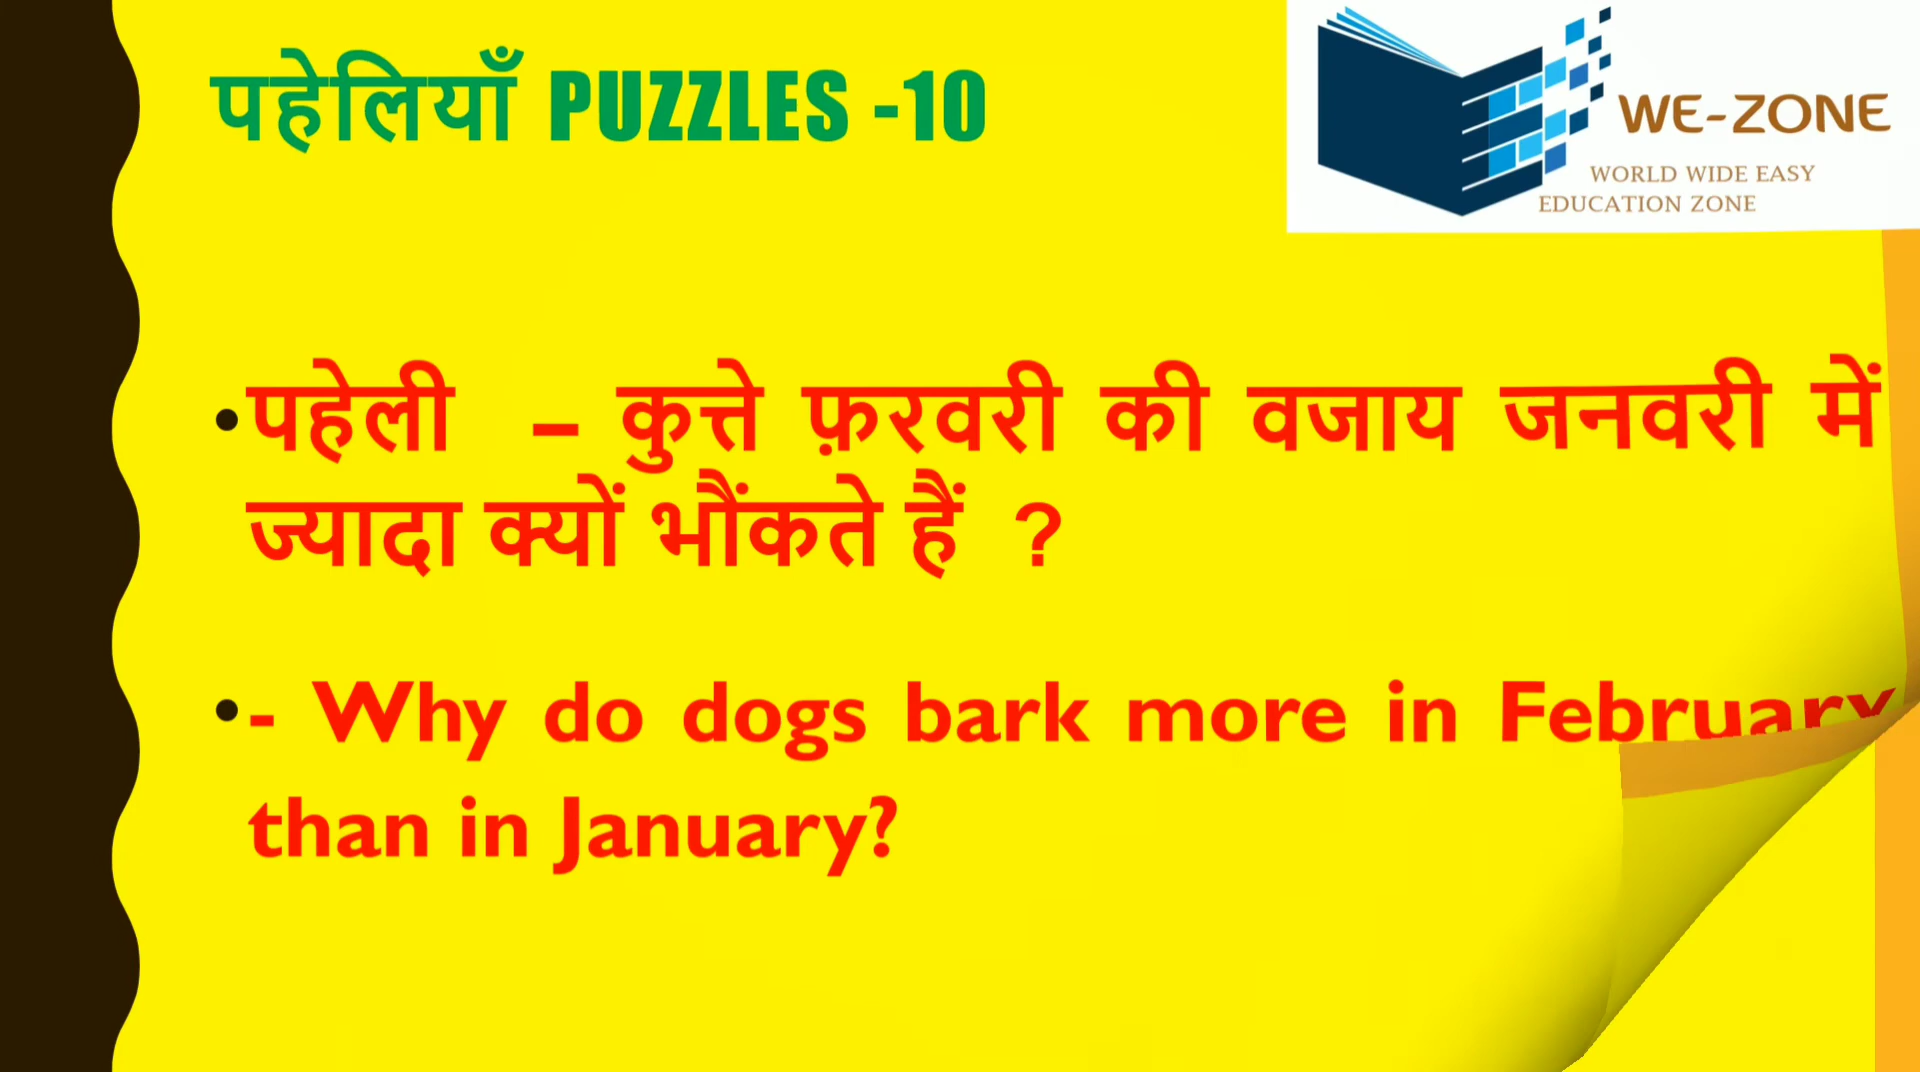 पहेलियाँ PUZZLES -10
WE-ZONE
WORLD WIDE EASY
EDUCATION ZONE
•पहेली – कुत्ते फ़रवरी की वजाय जनवरी में
ज्यादा क्यों भौंकते हैं ?
•- Why do dogs bark more in February
than in January?